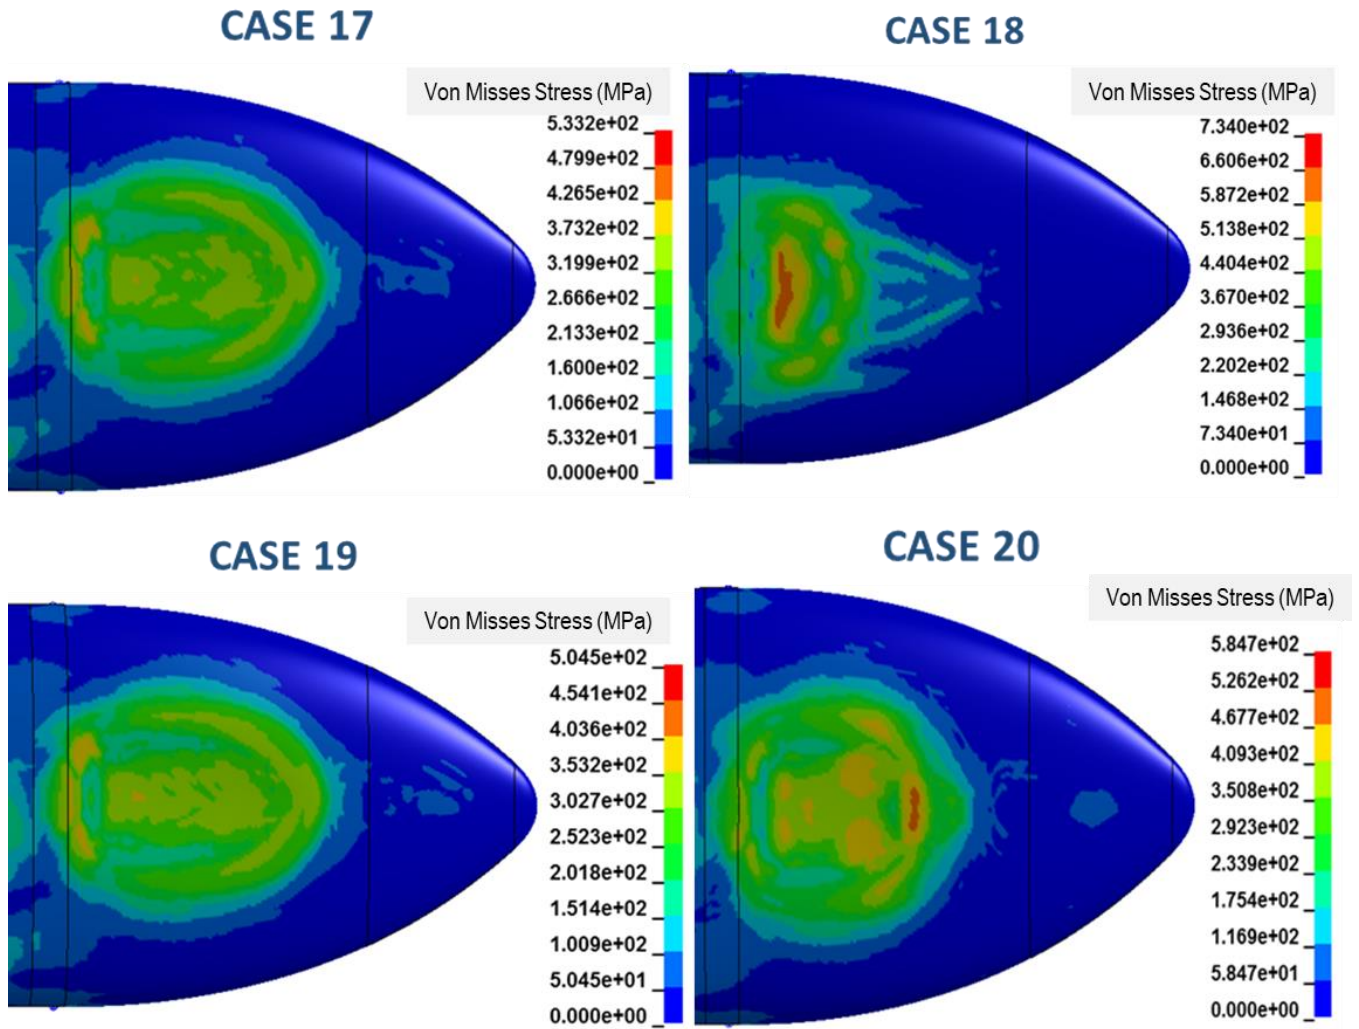 CASE 17
Von Misses Stress (MPa)
5.332e+02
4.799e+02
4.265e+02
3.732e+02
3.199e+02
2.666e+02
2.133e+02
1.600e+02
1.066e+02
5.332e+01
0.000e+00
CASE 18
Von Misses Stress (MPa)
7.340e+02
6.606e+02
5.872e+02
5.138e+02
4.404e+02
3.670e+02
2.936e+02
2.202e+02
1.468e+02
7.340e+01
0.000e+00
CASE 19
Von Misses Stress (MPa)
5.045e+02
4.541e+02
4.036e+02
3.532e+02
3.027e+02
2.523e+02
2.018e+02
1.514e+02
1.009e+02
5.045e+01
0.000e+00
CASE 20
Von Misses Stress (MPa)
5.847e+02
5.262e+02
4.677e+02
4.093e+02
3.508e+02
2.923e+02
2.339e+02
1.754e+02
1.169e+02
5.847e+01
0.000e+00